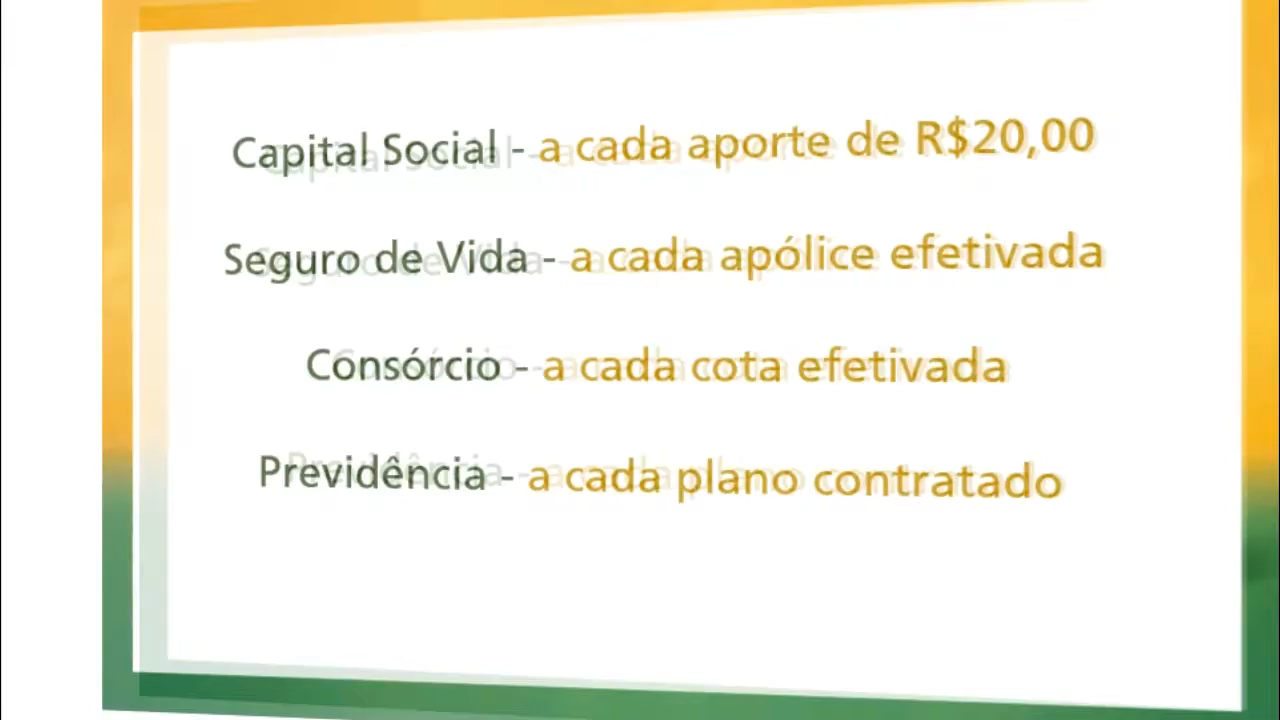 Capital Social - a cada aporte de R$20,00
Seguro de Vida - a cada apólice efetivada
Consórcio - a cada cota efetivada
Previdência - a cada plano contratado